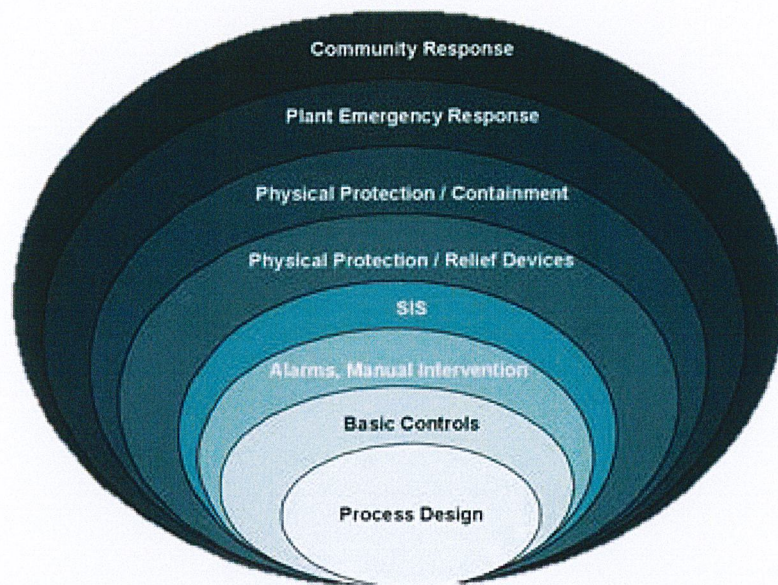 Community Response
Plant Emergency Response
Physical Protection / Containment
Physical Protection / Relief Devices
SIS
Alarms, Manual Intervention
Basic Controls
Process Design